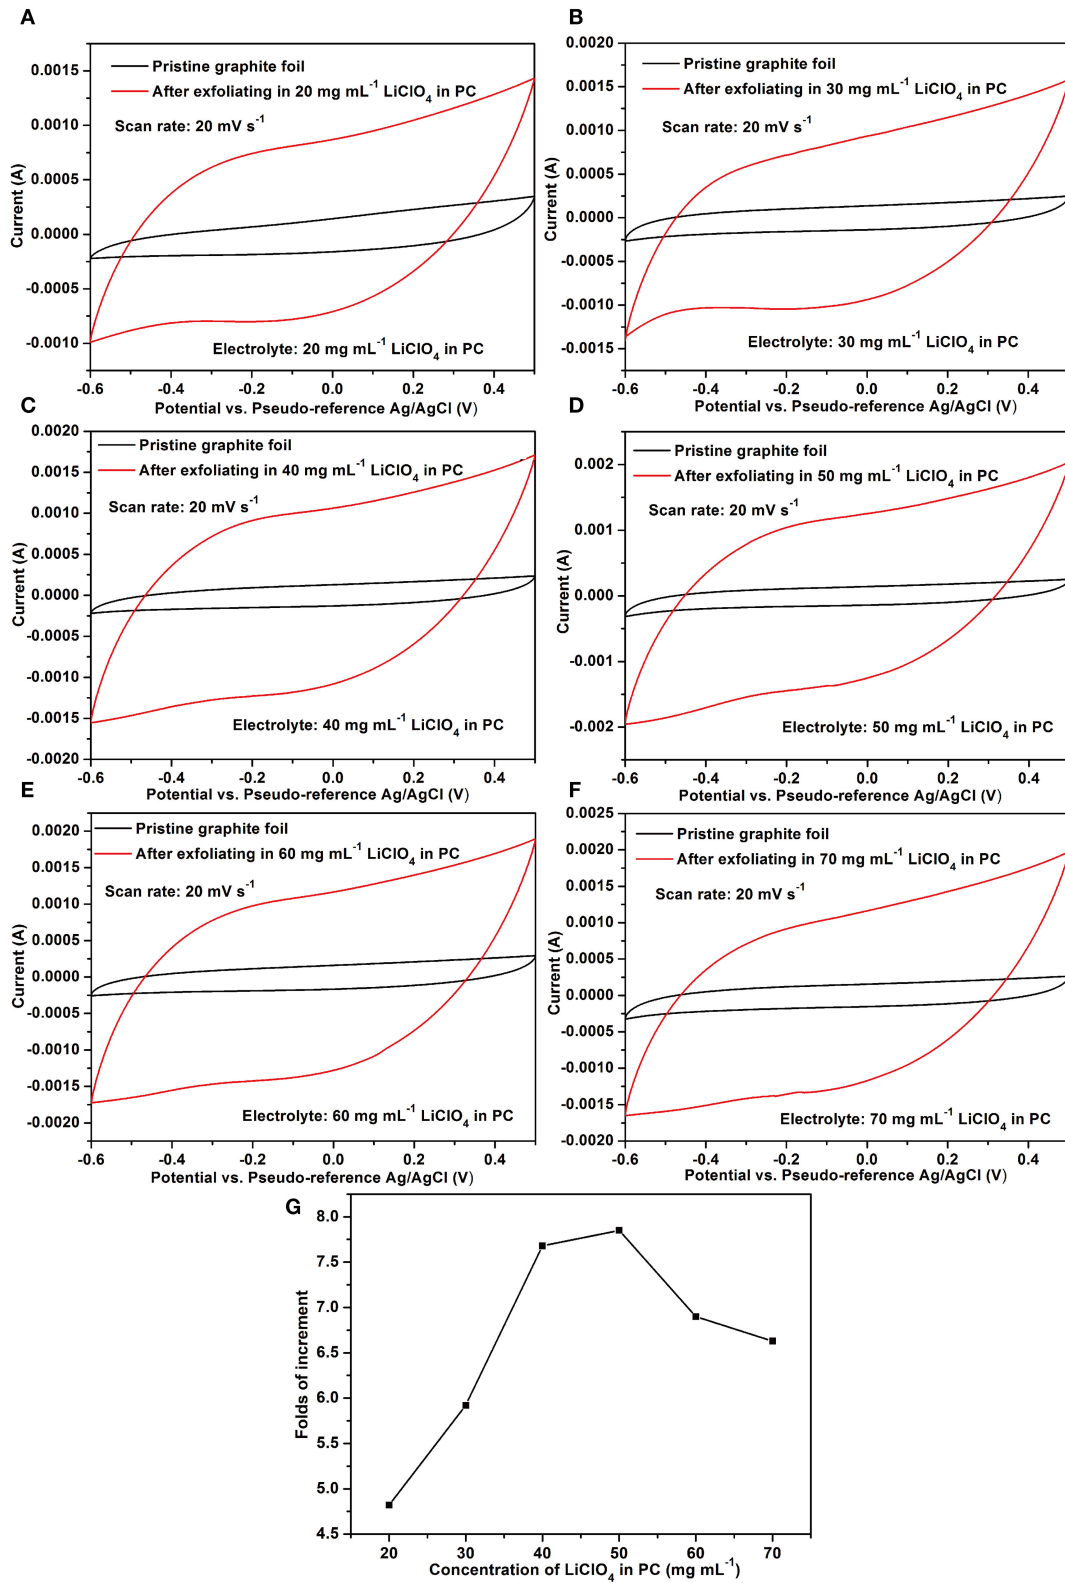 A
Pristine graphite foil
After exfoliating in 20 mg mL⁻¹ LiClO₄ in PC
Scan rate: 20 mV s⁻¹
Electrolyte: 20 mg mL⁻¹ LiClO₄ in PC
Current (A)
0.0015
0.0010
0.0005
0.0000
-0.0005
-0.0010
-0.6 -0.4 -0.2 0.0 0.2 0.4
Potential vs. Pseudo-reference Ag/AgCl (V)
B
Pristine graphite foil
After exfoliating in 30 mg mL⁻¹ LiClO₄ in PC
Scan rate: 20 mV s⁻¹
Electrolyte: 30 mg mL⁻¹ LiClO₄ in PC
Current (A)
0.0020
0.0015
0.0010
0.0005
0.0000
-0.0005
-0.0010
-0.0015
-0.6 -0.4 -0.2 0.0 0.2 0.4
Potential vs. Pseudo-reference Ag/AgCl (V)
C
Pristine graphite foil
After exfoliating in 40 mg mL⁻¹ LiClO₄ in PC
Scan rate: 20 mV s⁻¹
Electrolyte: 40 mg mL⁻¹ LiClO₄ in PC
Current (A)
0.0020
0.0015
0.0010
0.0005
0.0000
-0.0005
-0.0010
-0.0015
-0.0020
-0.6 -0.4 -0.2 0.0 0.2 0.4
Potential vs. Pseudo-reference Ag/AgCl (V)
D
Pristine graphite foil
After exfoliating in 50 mg mL⁻¹ LiClO₄ in PC
Scan rate: 20 mV s⁻¹
Electrolyte: 50 mg mL⁻¹ LiClO₄ in PC
Current (A)
0.002
0.001
0.000
-0.001
-0.002
-0.6 -0.4 -0.2 0.0 0.2 0.4
Potential vs. Pseudo-reference Ag/AgCl (V)
E
Pristine graphite foil
After exfoliating in 60 mg mL⁻¹ LiClO₄ in PC
Scan rate: 20 mV s⁻¹
Electrolyte: 60 mg mL⁻¹ LiClO₄ in PC
Current (A)
0.0020
0.0015
0.0010
0.0005
0.0000
-0.0005
-0.0010
-0.0015
-0.0020
-0.6 -0.4 -0.2 0.0 0.2 0.4
Potential vs. Pseudo-reference Ag/AgCl (V)
F
Pristine graphite foil
After exfoliating in 70 mg mL⁻¹ LiClO₄ in PC
Scan rate: 20 mV s⁻¹
Electrolyte: 70 mg mL⁻¹ LiClO₄ in PC
Current (A)
0.0025
0.0020
0.0015
0.0010
0.0005
0.0000
-0.0005
-0.0010
-0.0015
-0.0020
-0.6 -0.4 -0.2 0.0 0.2 0.4
Potential vs. Pseudo-reference Ag/AgCl (V)
G
Folds of increment
8.0
7.5
7.0
6.5
6.0
5.5
5.0
4.5
20 30 40 50 60 70
Concentration of LiClO₄ in PC (mg mL⁻¹)